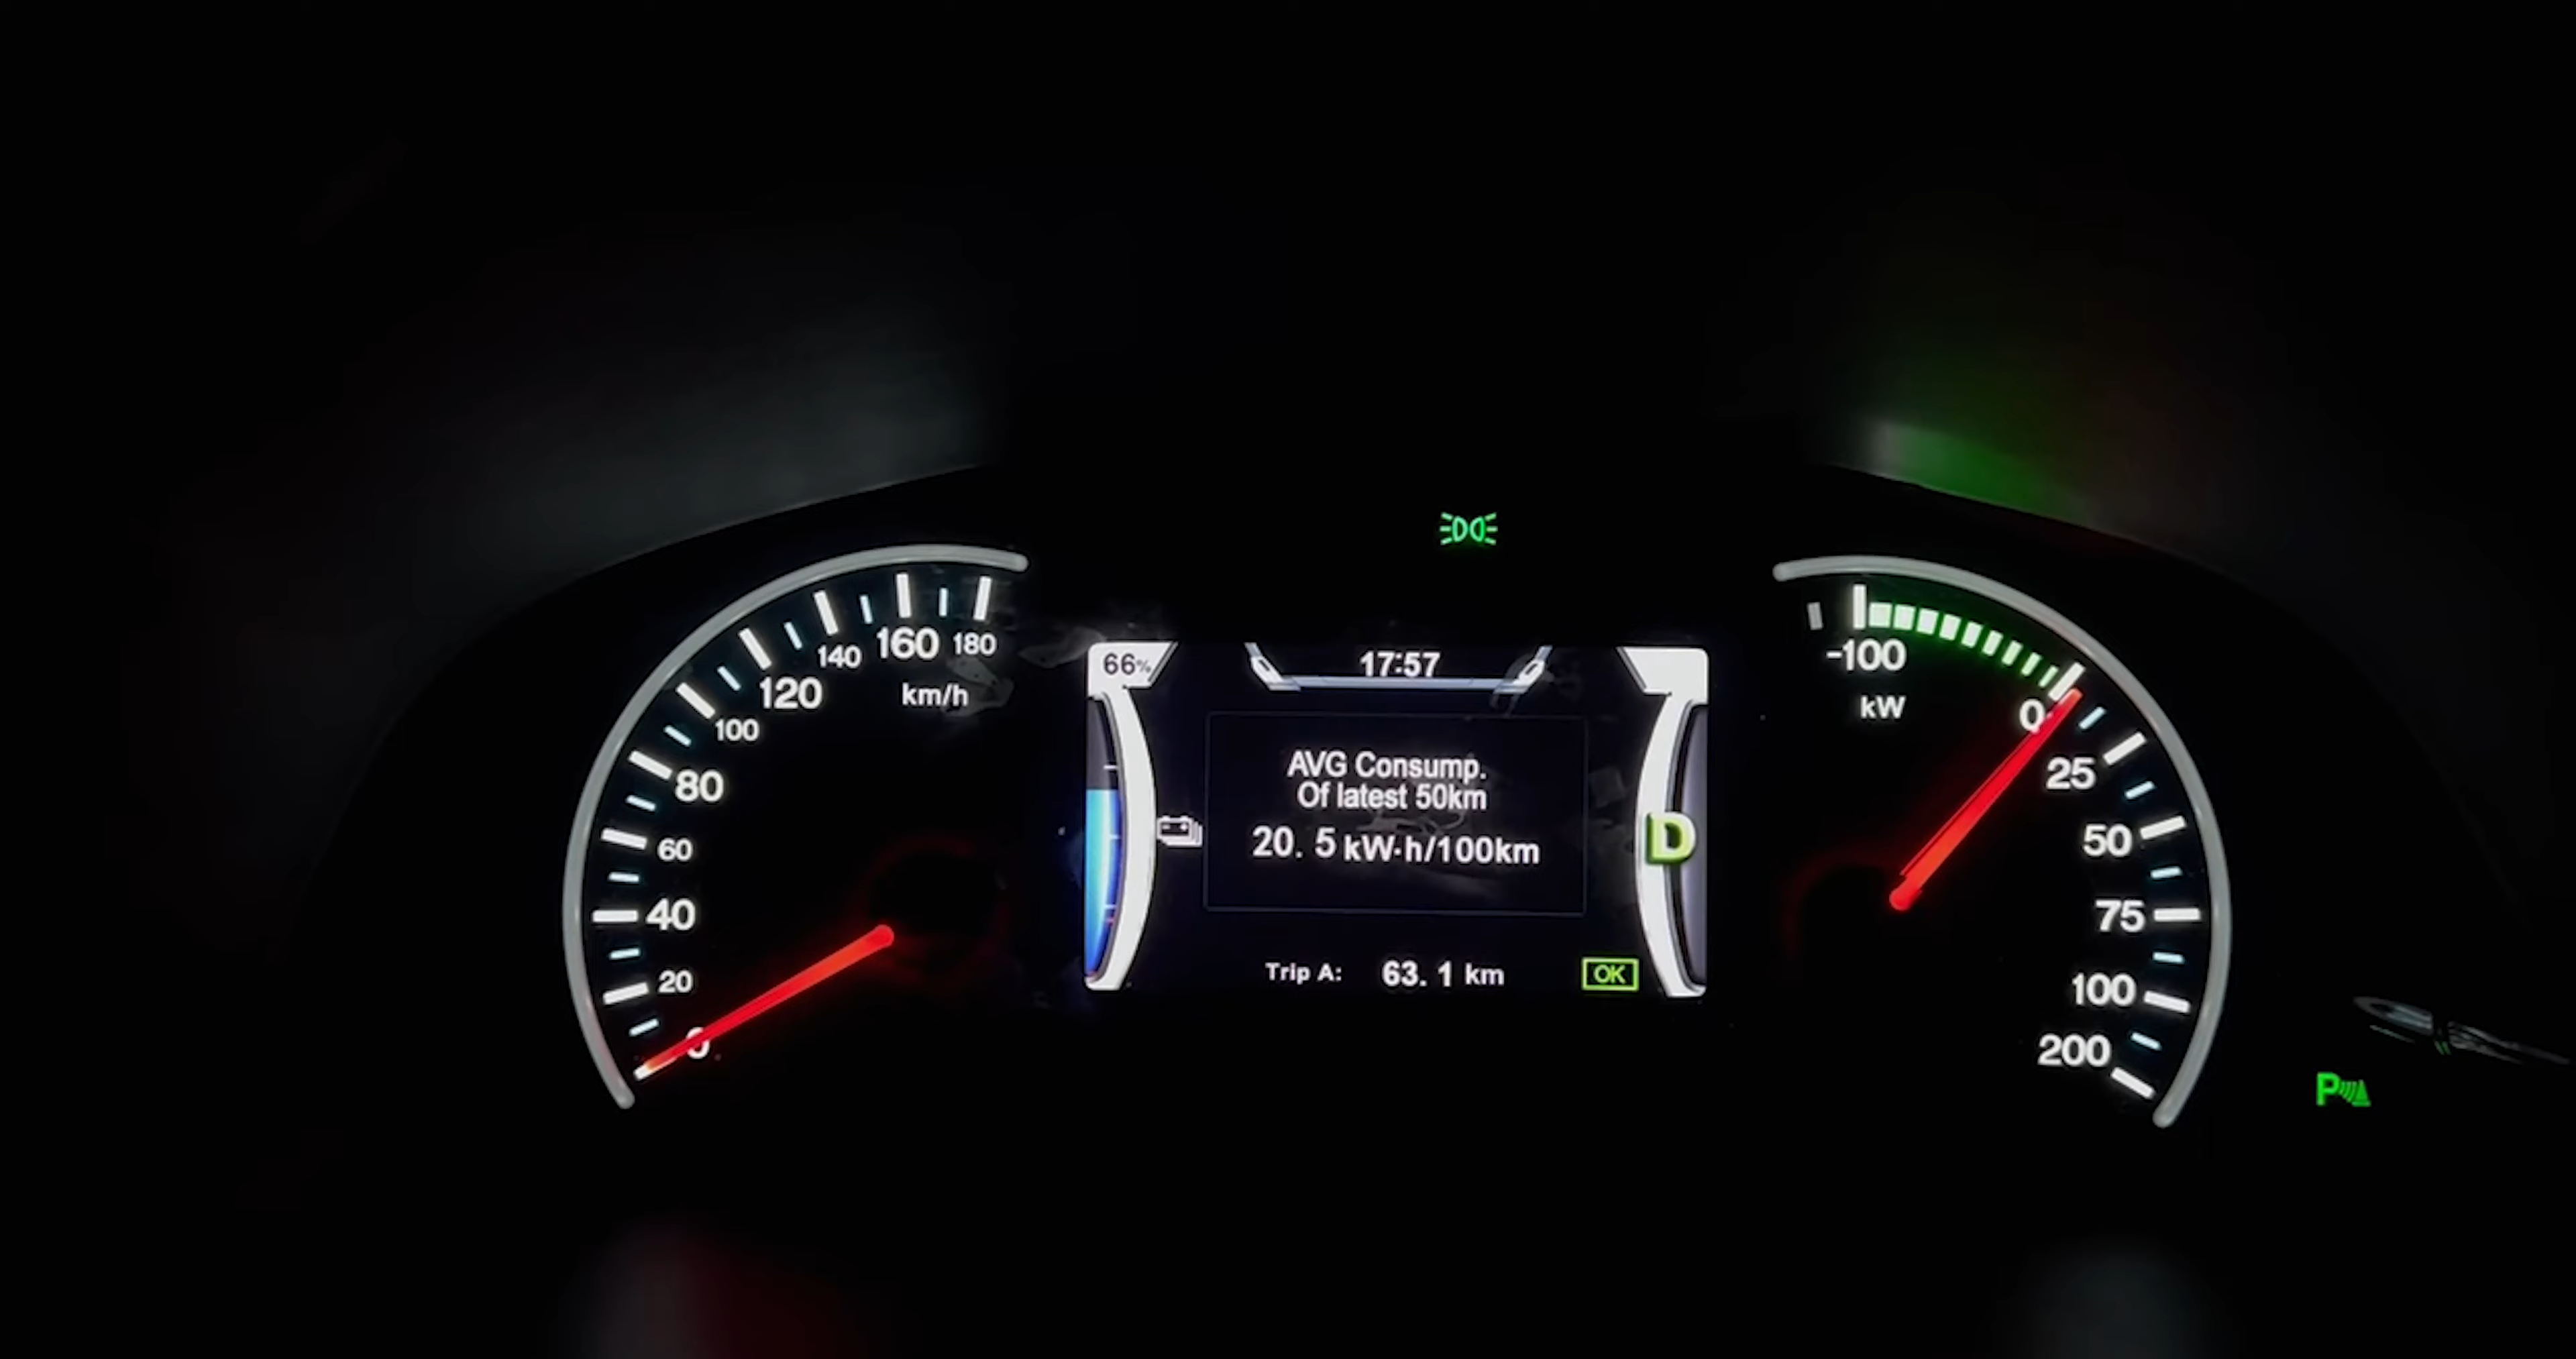 180
160
140
120
100
80
60
40
20
0
km/h
66%
17:57
AVG Consump.
Of latest 50km
20. 5 kW·h/100km
Trip A: 63. 1 km
OK
D
-100
kW
0
25
50
75
100
200
P